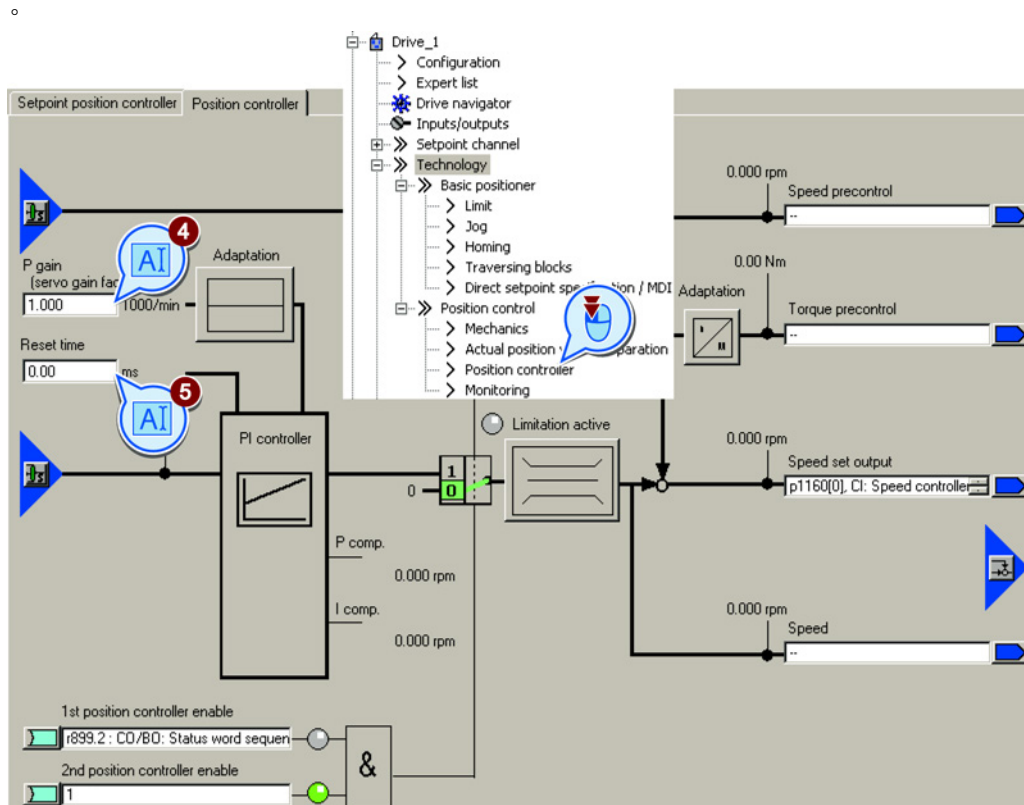 。
Drive_1
Configuration
Expert list
Drive navigator
Inputs/outputs
Setpoint channel
Technology
Basic positioner
Limit
Jog
Homing
Traversing blocks
Direct setpoint / MDI
Position control
Mechanics
Actual position
Position controller
Monitoring
Setpoint position controller
Position controller
0.000 rpm
Speed precontrol
--
4
AI
P gain
(servo gain
1.000
1000/min
Adaptation
0.00 Nm
Adaptation
Torque precontrol
--
Reset time
0.00
ms
5
AI
PI controller
Limitation active
1
0
0
0.000 rpm
Speed set output
p1160[0], CI: Speed controller
P comp.
0.000 rpm
I comp.
0.000 rpm
0.000 rpm
Speed
--
1st position controller enable
r899.2 : CO/BO: Status word sequen
2nd position controller enable
1
&